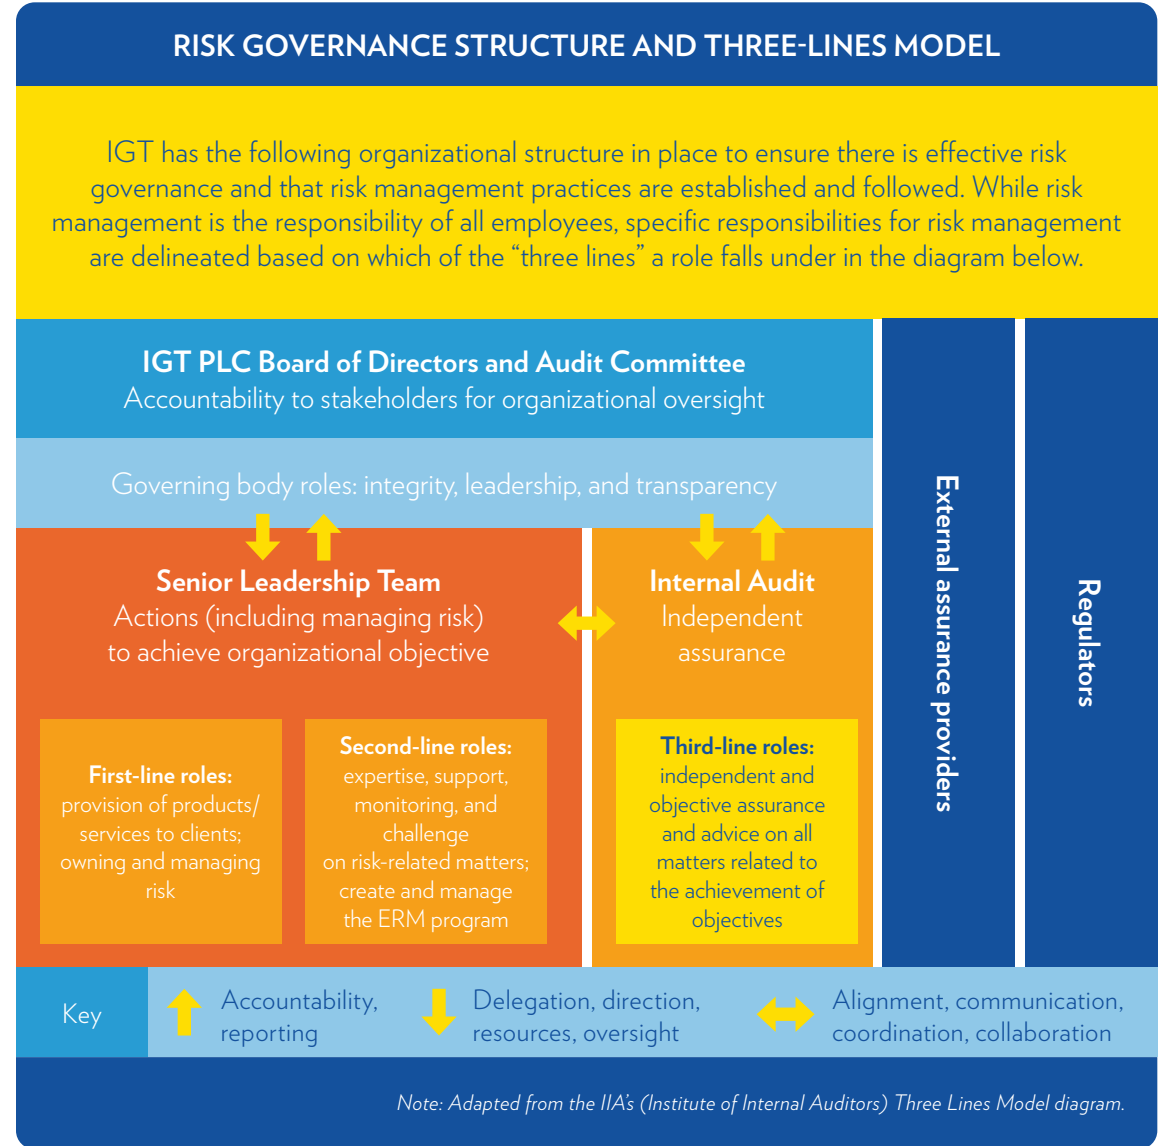 RISK GOVERNANCE STRUCTURE AND THREE-LINES MODEL
IGT has the following organizational structure in place to ensure there is effective risk
governance and that risk management practices are established and followed. While risk
management is the responsibility of all employees, specific responsibilities for risk management
are delineated based on which of the “three lines” a role falls under in the diagram below.
IGT PLC Board of Directors and Audit Committee
Accountability to stakeholders for organizational oversight
Governing body roles: integrity, leadership, and transparency
Senior Leadership Team
Actions (including managing risk)
to achieve organizational objective
First-line roles:
provision of products/
services to clients;
owning and managing
risk
Second-line roles:
expertise, support,
monitoring, and
challenge
on risk-related matters;
create and manage
the ERM program
Internal Audit
Independent
assurance
Third-line roles:
independent and
objective assurance
and advice on all
matters related to
the achievement of
objectives
External assurance providers
Regulators
Key
Accountability,
reporting
Delegation, direction,
resources, oversight
Alignment, communication,
coordination, collaboration
Note: Adapted from the IIA’s (Institute of Internal Auditors) Three Lines Model diagram.